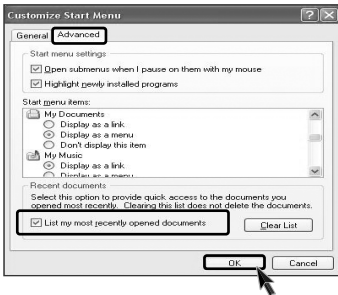 Customize Start Menu
General Advanced
Start menu settings
Open submenus when I pause on them with my mouse
Highlight newly installed programs
Start menu items:
My Documents
Display as a link
Display as a menu
Don't display this item
My Music
Display as a link
Display as a menu
Recent documents
Select this option to provide quick access to the documents you
opened most recently. Clearing this list does not delete the documents.
List my most recently opened documents
Clear List
OK Cancel